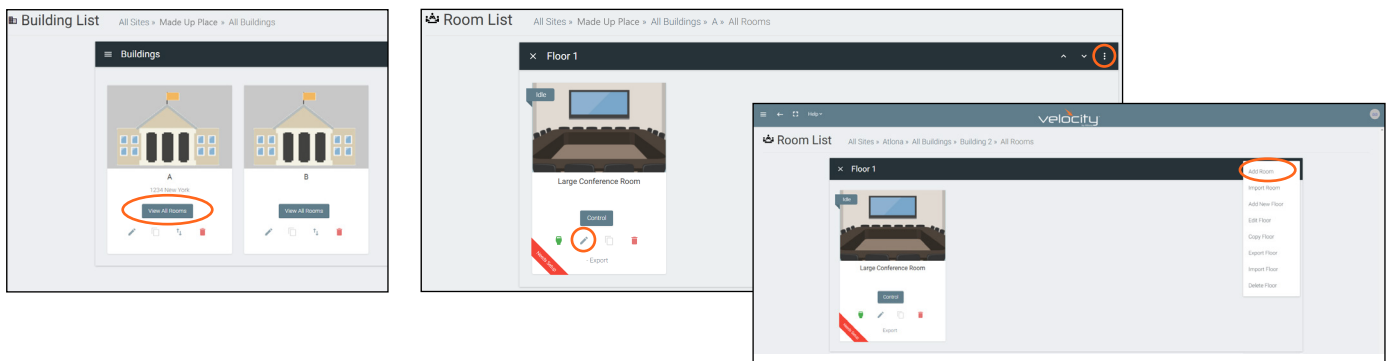 Building List All Sites » Made Up Place » All Buildings
Buildings
A
1234 New York
View All Rooms
B
View All Rooms
Room List All Sites » Made Up Place » All Buildings » A » All Rooms
Floor 1
Idle
Large Conference Room
Control
Needs Setup
- Export
Help
velocity
Room List All Sites » Atlona » All Buildings » Building 2 » All Rooms
Floor 1
Idle
Large Conference Room
Control
Needs Setup
Export
Add Room
Import Room
Add New Floor
Edit Floor
Copy Floor
Export Floor
Import Floor
Delete Floor